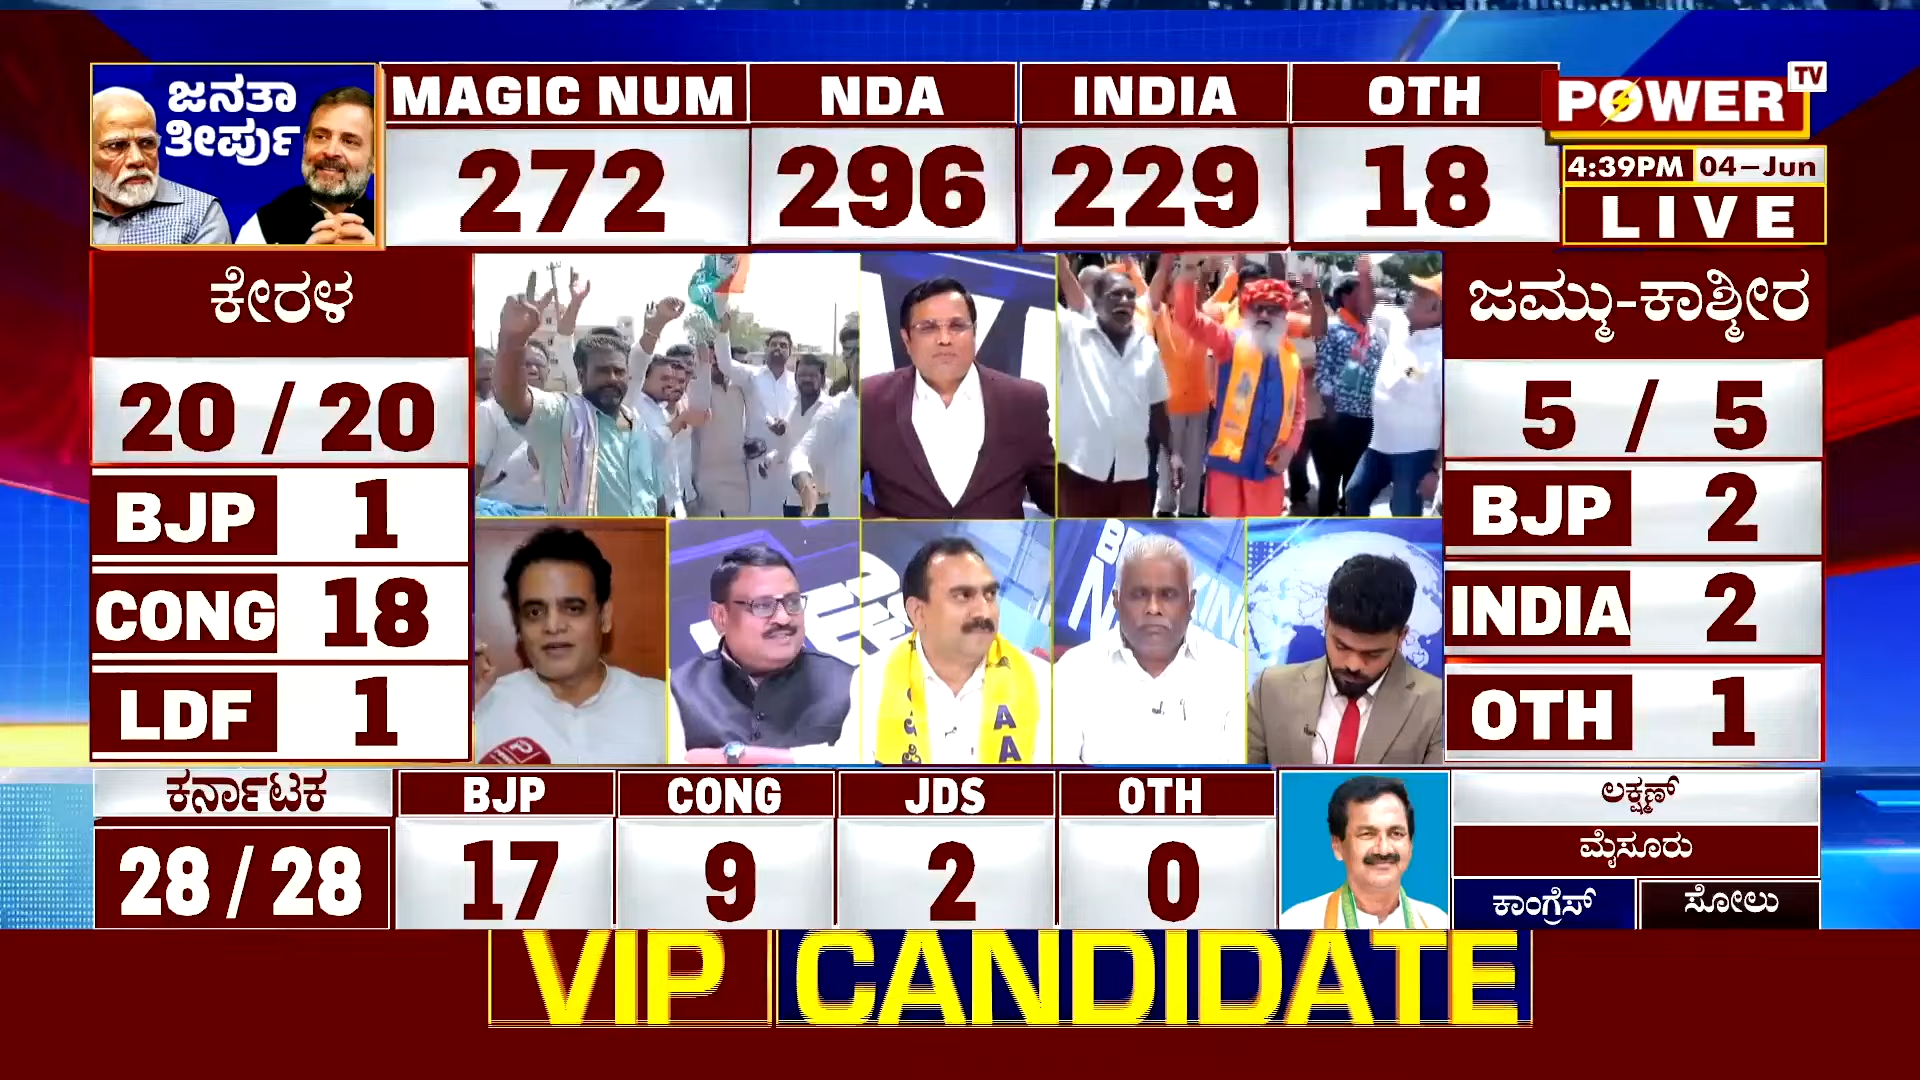 ಜನತಾ
ತೀರ್ಪು
MAGIC NUM
272
NDA
296
INDIA
229
OTH
18
POWER
TV
4:39PM 04-Jun
LIVE
ಕೇರಳ
20 / 20
BJP 1
CONG 18
LDF 1
ಜಮ್ಮು-ಕಾಶ್ಮೀರ
5 / 5
BJP 2
INDIA 2
OTH 1
ಕರ್ನಾಟಕ
28 / 28
BJP
17
CONG
9
JDS
2
OTH
0
ಲಕ್ಷ್ಮಣ್
ಮೈಸೂರು
ಕಾಂಗ್ರೆಸ್ ಸೋಲು
VIP CANDIDATE